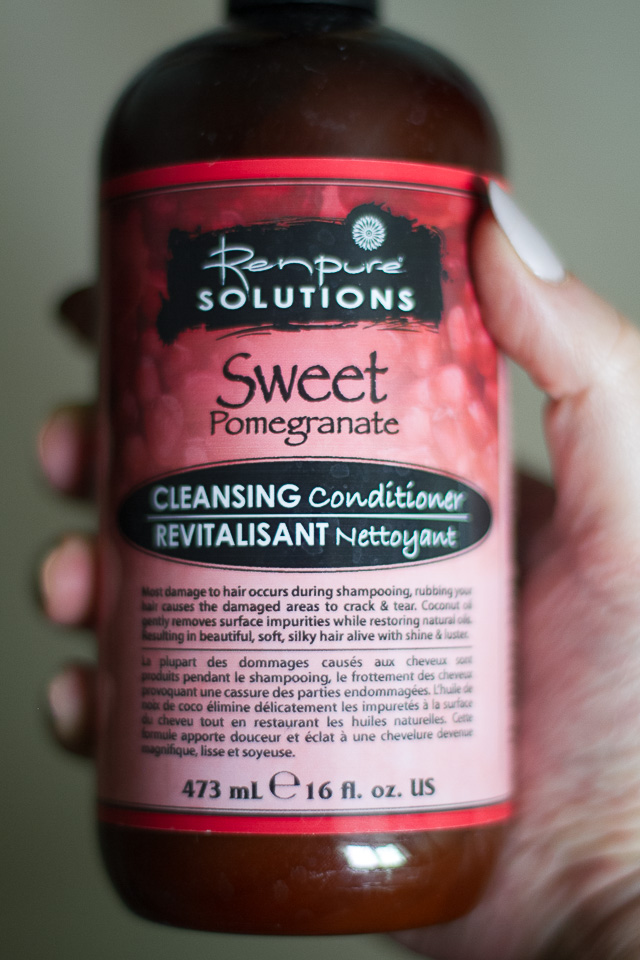 Renpure®
SOLUTIONS
Sweet
Pomegranate
CLEANSING Conditioner
REVITALISANT Nettoyant
Most damage to hair occurs during shampooing, rubbing your
hair causes the damaged areas to crack & tear. Coconut oil
gently removes surface impurities while restoring natural oils.
Resulting in beautiful, soft, silky hair alive with shine & luster.
La plupart des dommages causés aux cheveux sont
produits pendant le shampooing, le frottement des cheveux
provoquant une cassure des parties endommagées. L'huile de
noix de coco élimine délicatement les impuretés à la surface
du cheveu tout en restaurant les huiles naturelles. Cette
formule apporte douceur et éclat à une chevelure devenue
magnifique, lisse et soyeuse.
473 mL ℮ 16 fl. oz. US